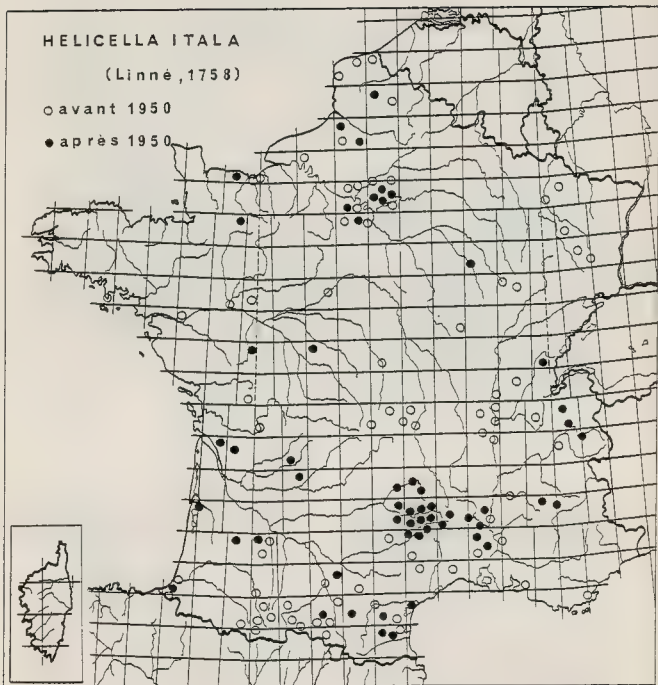 HELICELLA ITALA
(Linné, 1758)
○ avant 1950
● après 1950